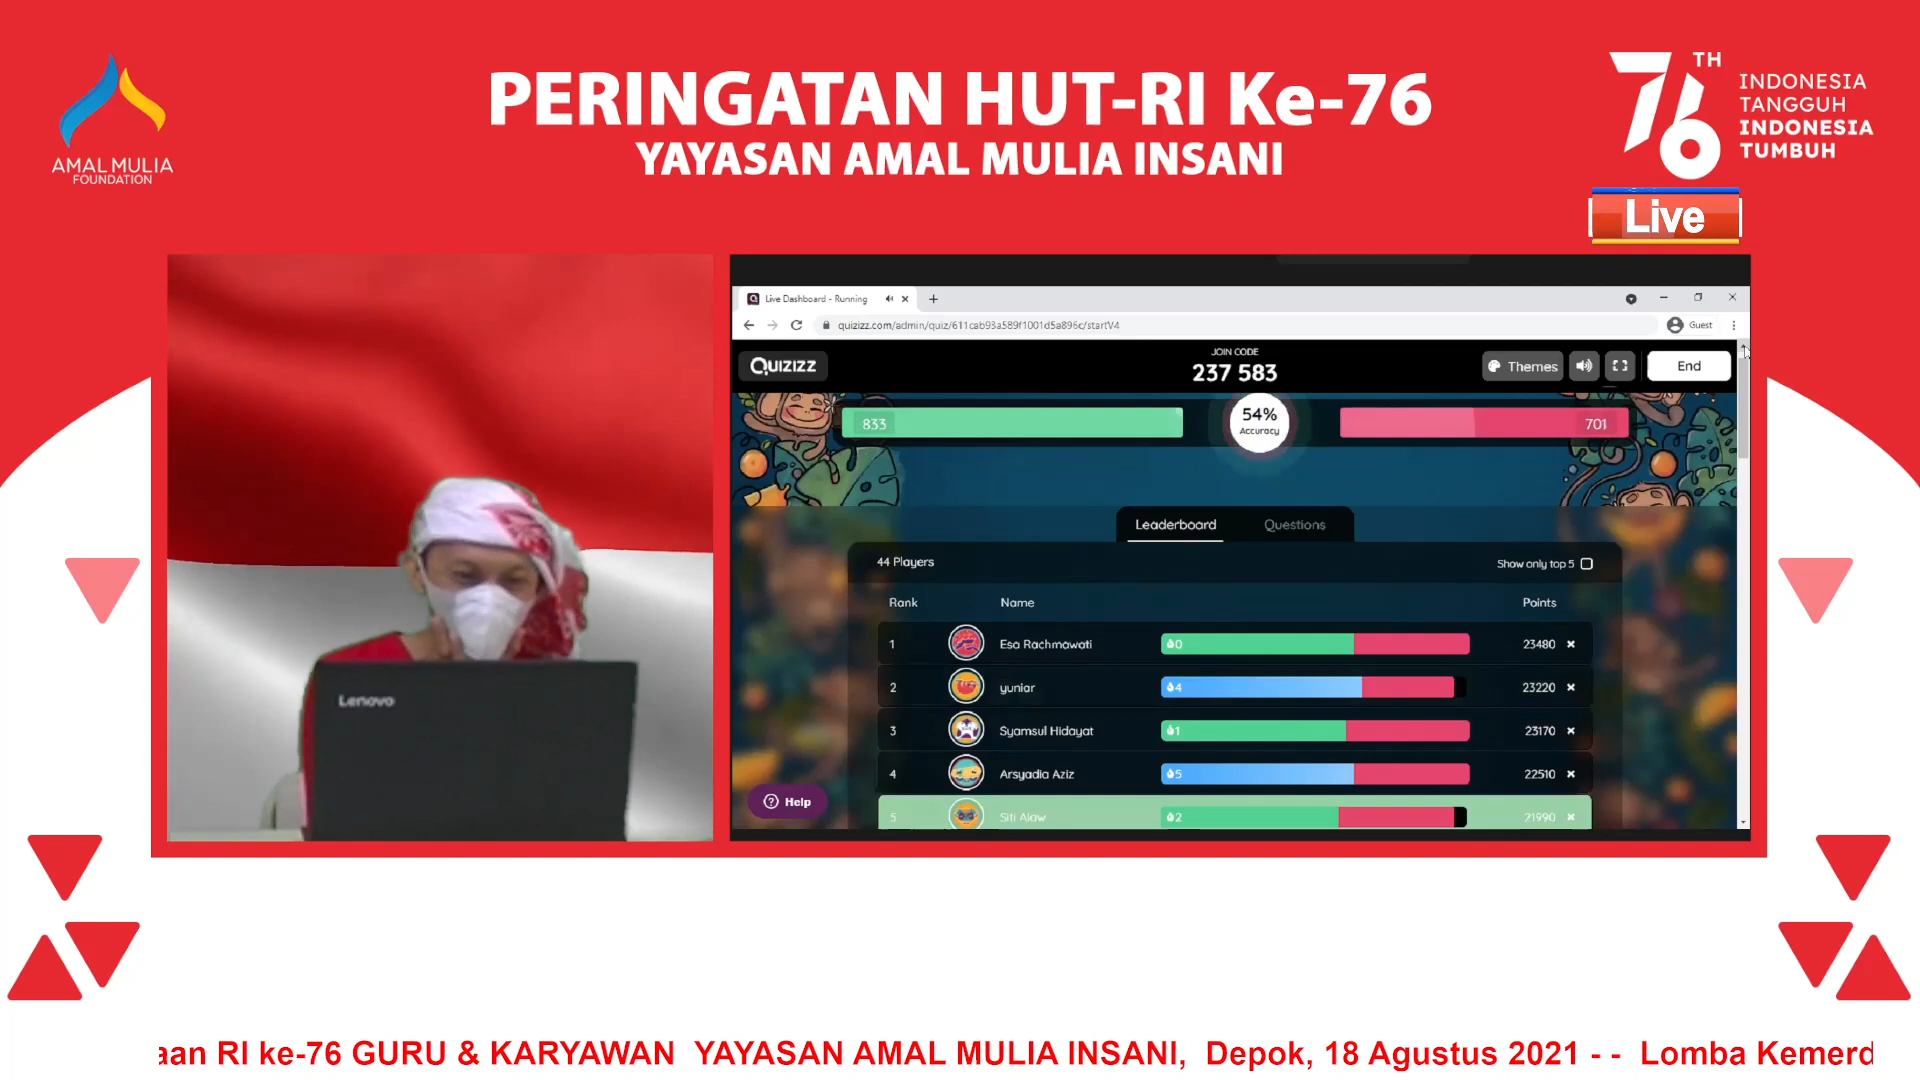 AMAL MULIA
FOUNDATION
PERINGATAN HUT-RI Ke-76
YAYASAN AMAL MULIA INSANI
76 TH
INDONESIA
TANGGUH
INDONESIA
TUMBUH
Live
Lenovo
Live Dashboard - Running
quizizz.com/admin/quiz/611cab93a589f1001d5a896c/startV4
Guest
Quizizz
JOIN CODE
237 583
Themes
End
833
54%
Accuracy
701
Leaderboard Questions
44 Players
Show only top 5
Rank Name Points
1 Esa Rachmawati 0 23480
2 yuniar 4 23220
3 Syamsul Hidayat 1 23170
4 Arsyadia Aziz 5 22510
5 Siti Alaw 2 21990
Help
aan RI ke-76 GURU & KARYAWAN YAYASAN AMAL MULIA INSANI, Depok, 18 Agustus 2021 - - Lomba Kemerd